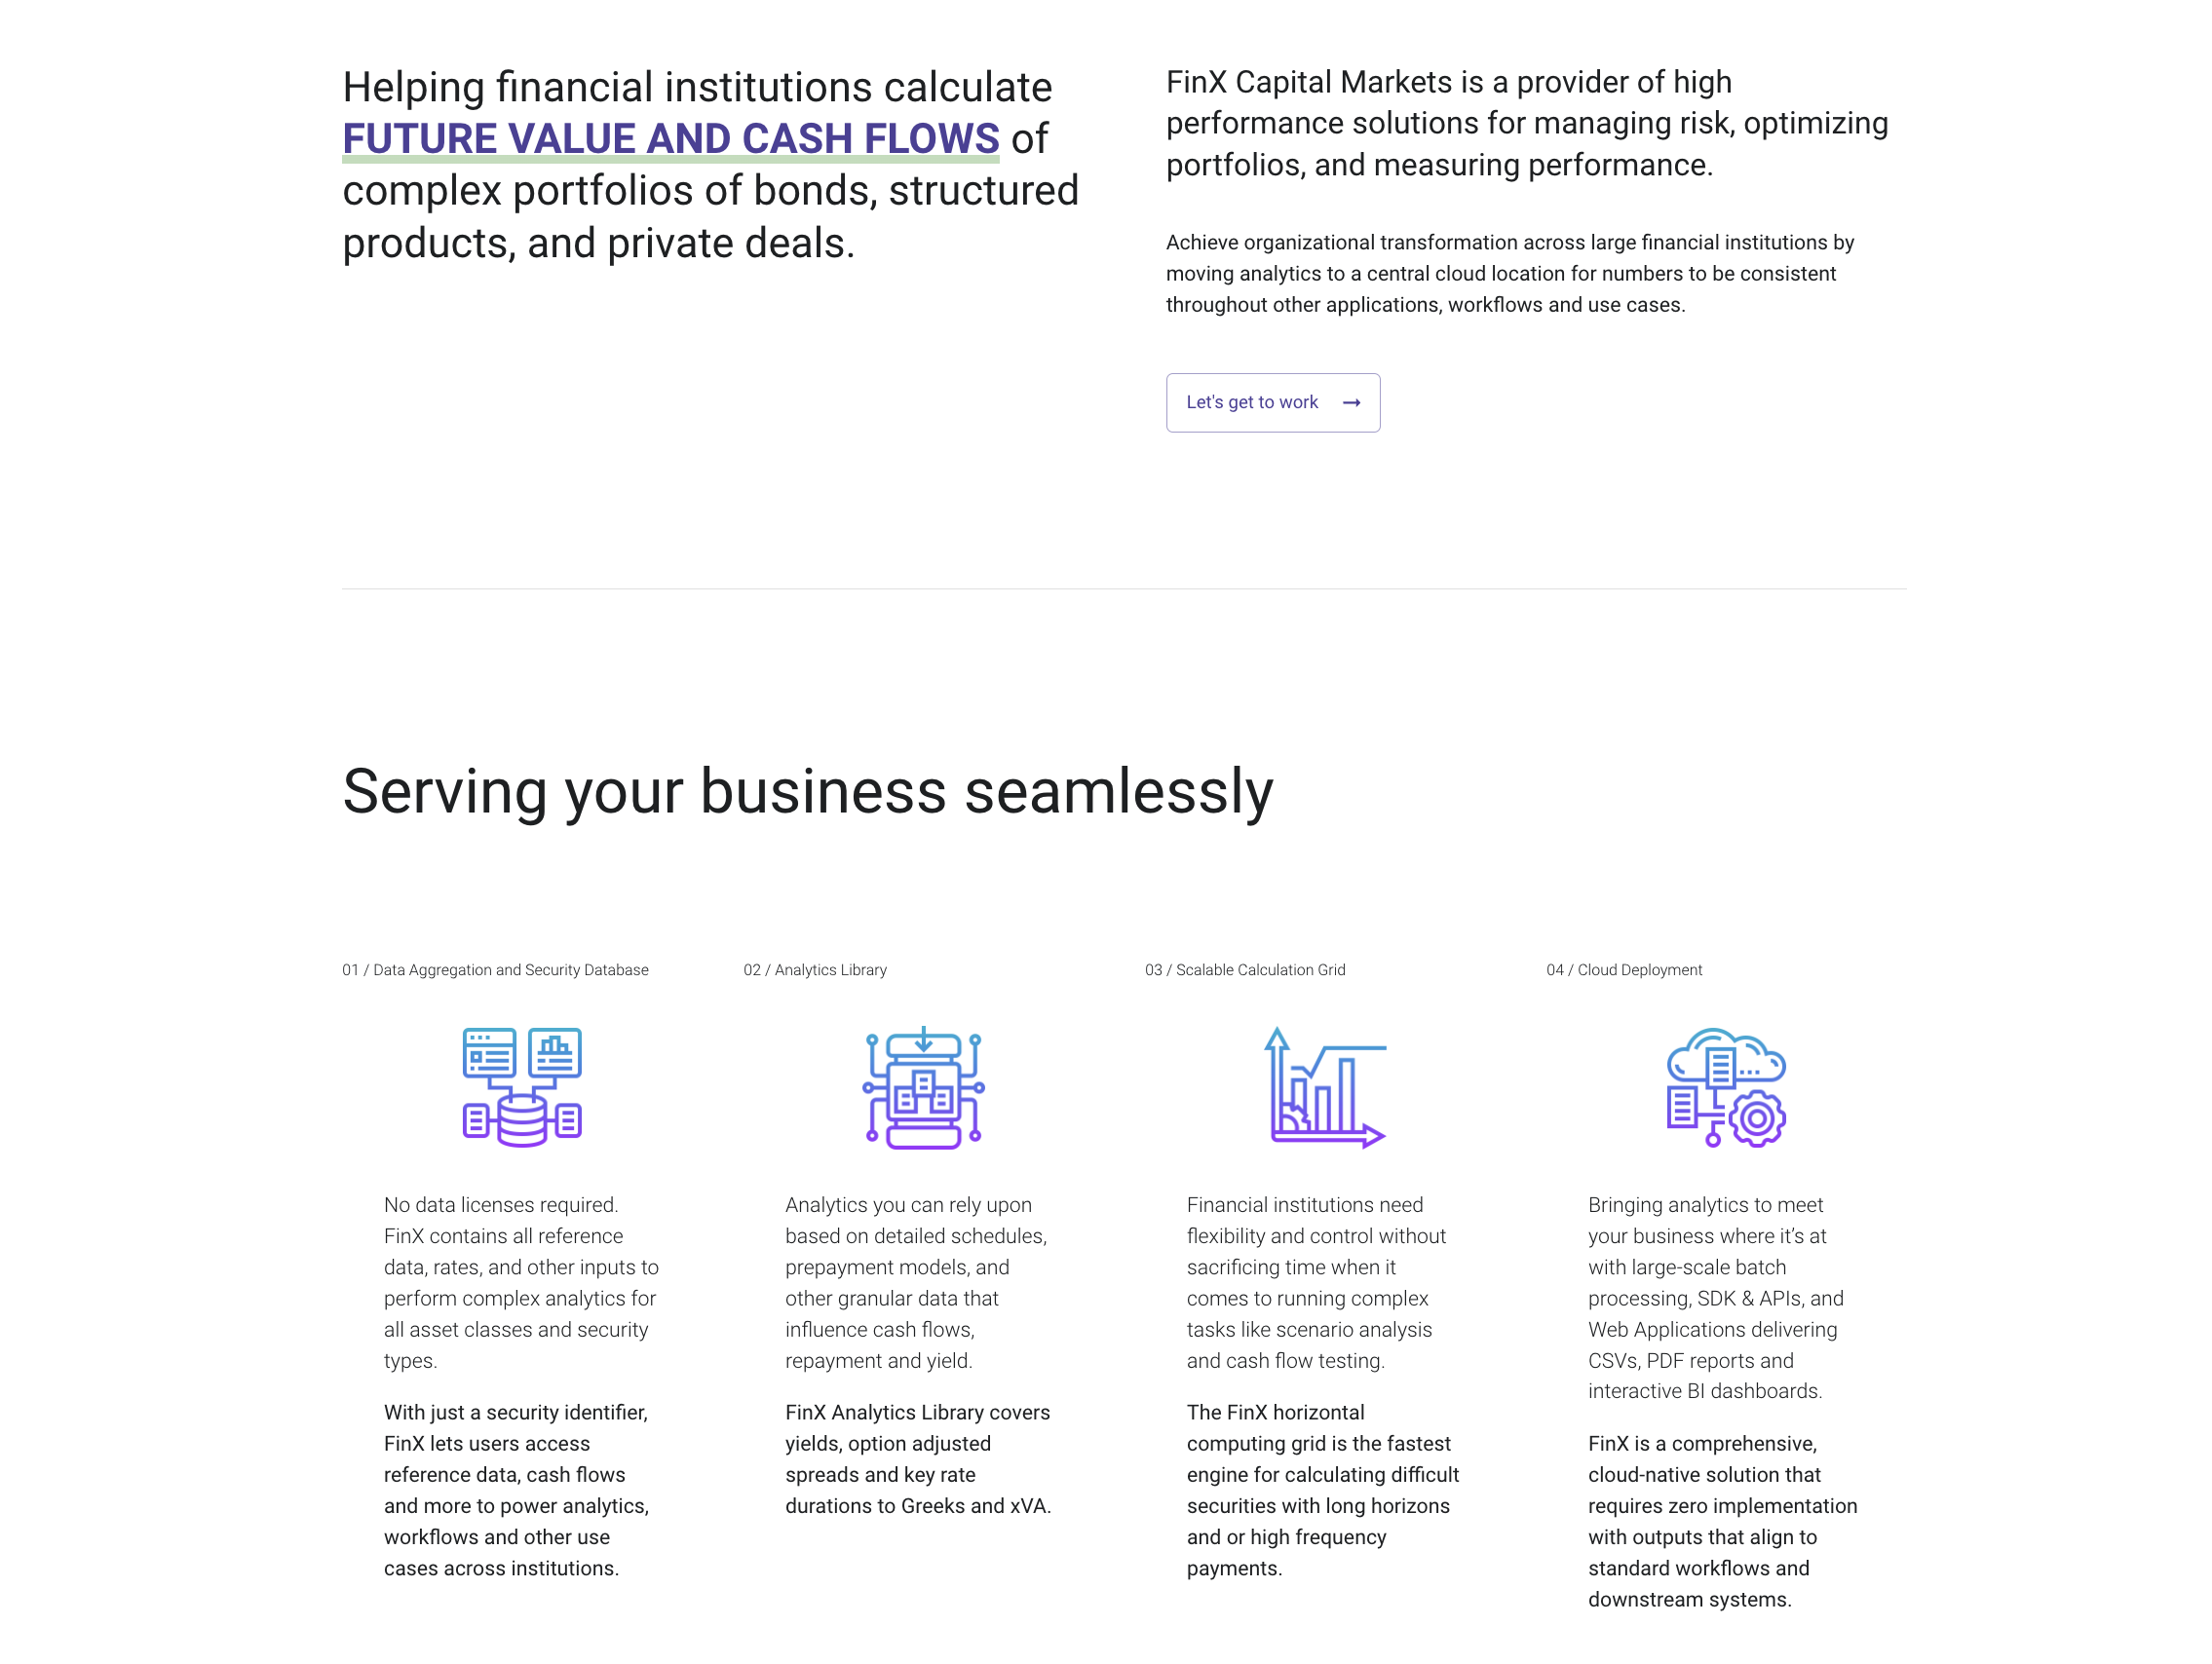 Helping financial institutions calculate
FUTURE VALUE AND CASH FLOWS of
complex portfolios of bonds, structured
products, and private deals.
FinX Capital Markets is a provider of high
performance solutions for managing risk, optimizing
portfolios, and measuring performance.
Achieve organizational transformation across large financial institutions by
moving analytics to a central cloud location for numbers to be consistent
throughout other applications, workflows and use cases.
Let's get to work →
Serving your business seamlessly
01 / Data Aggregation and Security Database
No data licenses required.
FinX contains all reference
data, rates, and other inputs to
perform complex analytics for
all asset classes and security
types.
With just a security identifier,
FinX lets users access
reference data, cash flows
and more to power analytics,
workflows and other use
cases across institutions.
02 / Analytics Library
Analytics you can rely upon
based on detailed schedules,
prepayment models, and
other granular data that
influence cash flows,
repayment and yield.
FinX Analytics Library covers
yields, option adjusted
spreads and key rate
durations to Greeks and xVA.
03 / Scalable Calculation Grid
Financial institutions need
flexibility and control without
sacrificing time when it
comes to running complex
tasks like scenario analysis
and cash flow testing.
The FinX horizontal
computing grid is the fastest
engine for calculating difficult
securities with long horizons
and or high frequency
payments.
04 / Cloud Deployment
Bringing analytics to meet
your business where it’s at
with large-scale batch
processing, SDK & APIs, and
Web Applications delivering
CSVs, PDF reports and
interactive BI dashboards.
FinX is a comprehensive,
cloud-native solution that
requires zero implementation
with outputs that align to
standard workflows and
downstream systems.